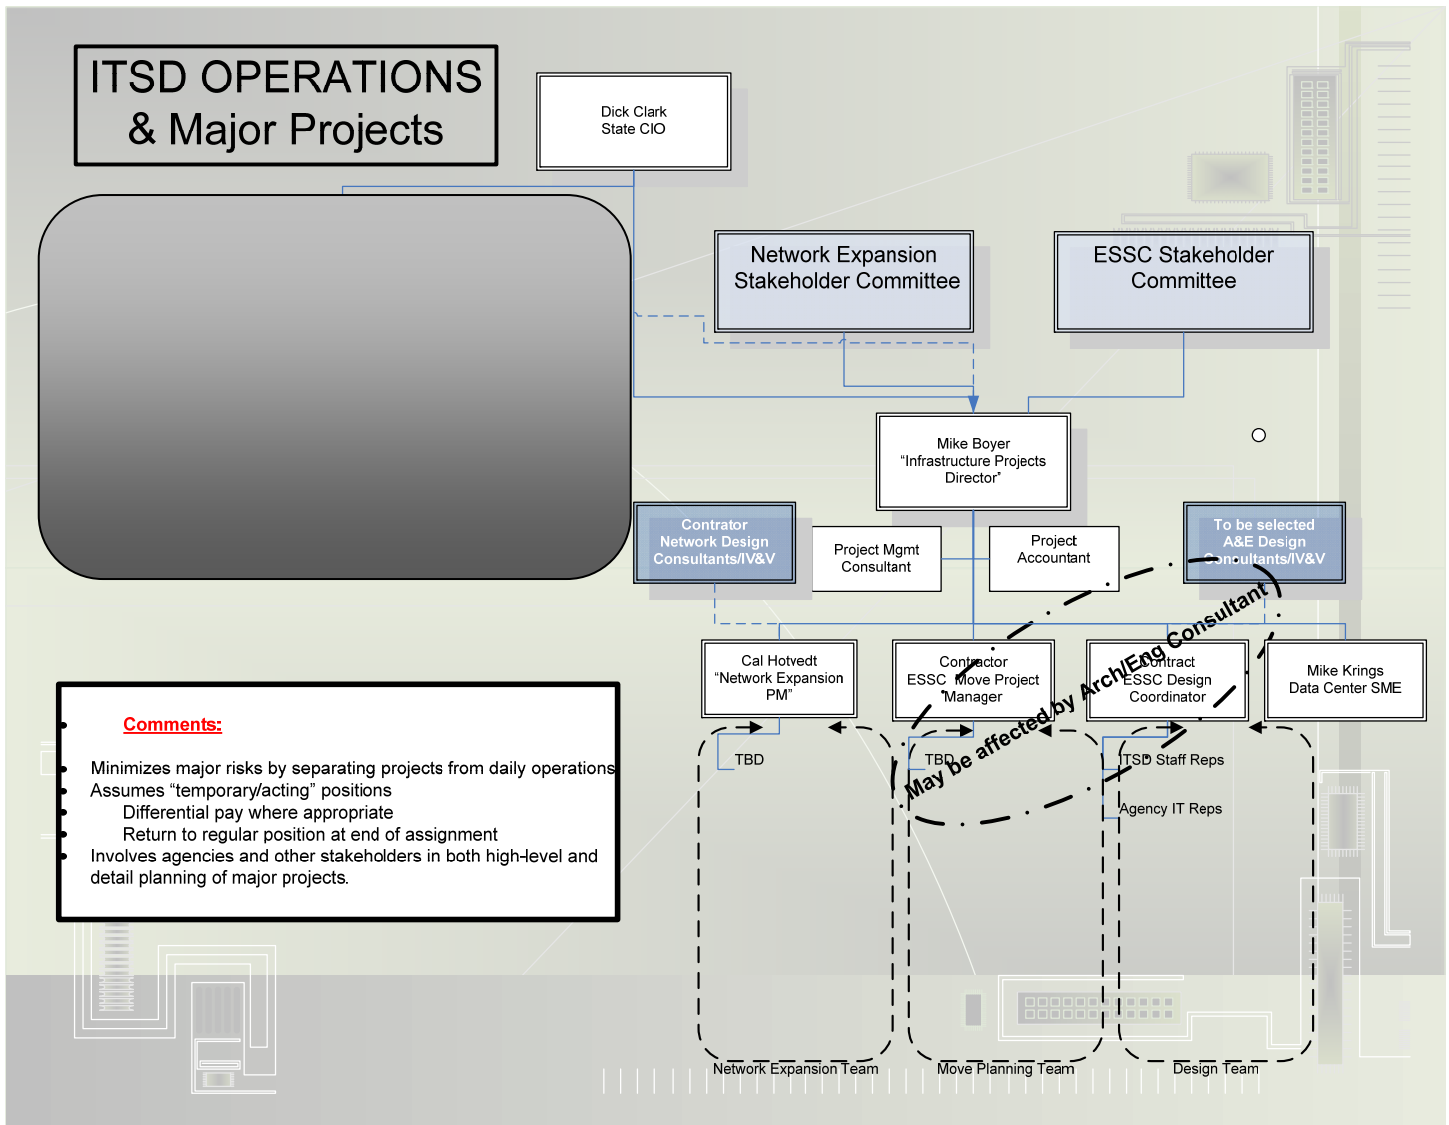 ITSD OPERATIONS
& Major Projects
Dick Clark
State CIO
Network Expansion
Stakeholder Committee
ESSC Stakeholder
Committee
Mike Boyer
“Infrastructure Projects
Director”
Contrator
Network Design
Consultants/IV&V
Project Mgmt
Consultant
Project
Accountant
To be selected
A&E Design
Consultants/IV&V
Cal Hotvedt
“Network Expansion
PM”
Contractor
ESSC Move Project
Manager
Contract
ESSC Design
Coordinator
Mike Krings
Data Center SME
May be affected by Arch/Eng Consultant
Comments:
Minimizes major risks by separating projects from daily operations
Assumes “temporary/acting” positions
Differential pay where appropriate
Return to regular position at end of assignment
Involves agencies and other stakeholders in both high-level and
detail planning of major projects.
TBD
TBD
ITSD Staff Reps
Agency IT Reps
Network Expansion Team
Move Planning Team
Design Team